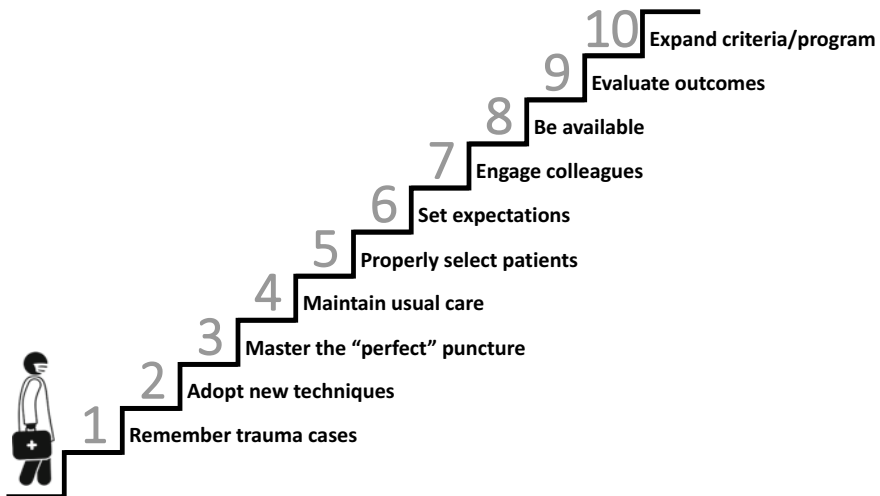 10 Expand criteria/program
9 Evaluate outcomes
8 Be available
7 Engage colleagues
6 Set expectations
5 Properly select patients
4 Maintain usual care
3 Master the “perfect” puncture
2 Adopt new techniques
1 Remember trauma cases